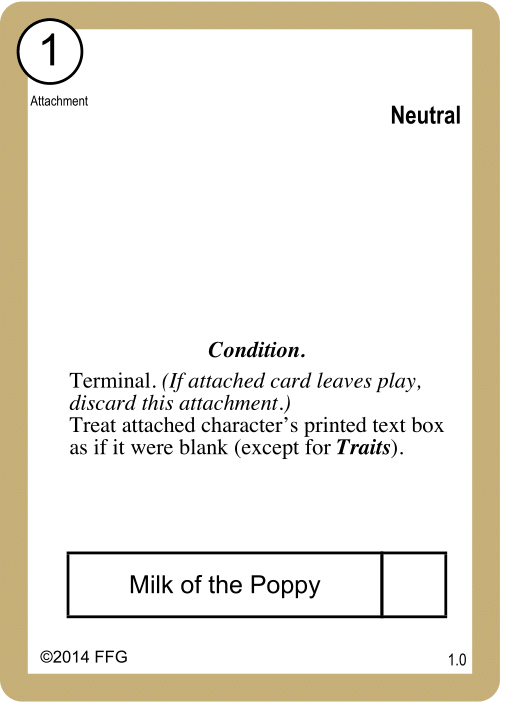 1
Attachment
Neutral
Condition.
Terminal. (If attached card leaves play,
discard this attachment.)
Treat attached character’s printed text box
as if it were blank (except for Traits).
Milk of the Poppy
©2014 FFG
1.0